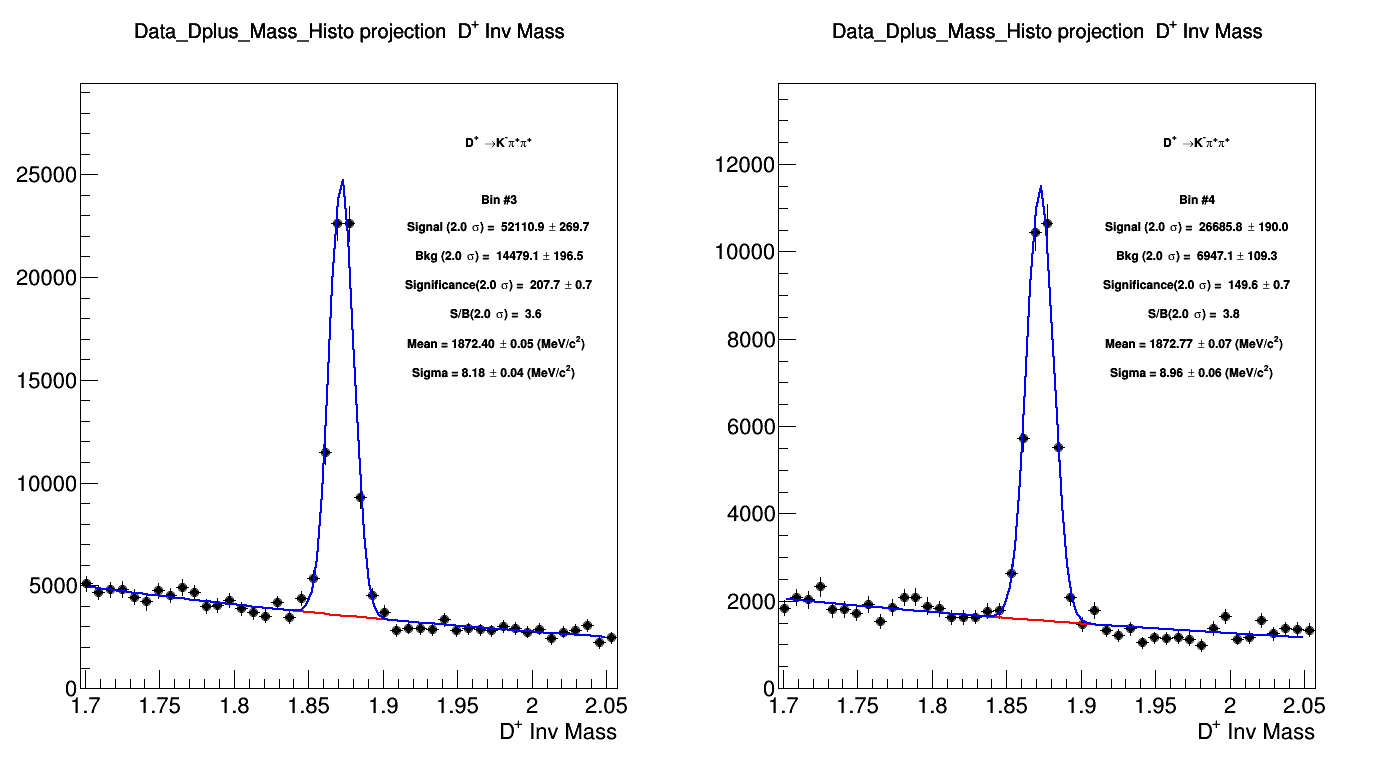 Data_Dplus_Mass_Histo projection D⁺ Inv Mass
D⁺ →K⁻π⁺π⁺
Bin #3
Signal (2.0 σ) = 52110.9 ± 269.7
Bkg (2.0 σ) = 14479.1 ± 196.5
Significance(2.0 σ) = 207.7 ± 0.7
S/B(2.0 σ) = 3.6
Mean = 1872.40 ± 0.05 (MeV/c²)
Sigma = 8.18 ± 0.04 (MeV/c²)
25000
20000
15000
10000
5000
0
1.7 1.75 1.8 1.85 1.9 1.95 2 2.05
D⁺ Inv Mass
Data_Dplus_Mass_Histo projection D⁺ Inv Mass
D⁺ →K⁻π⁺π⁺
Bin #4
Signal (2.0 σ) = 26685.8 ± 190.0
Bkg (2.0 σ) = 6947.1 ± 109.3
Significance(2.0 σ) = 149.6 ± 0.7
S/B(2.0 σ) = 3.8
Mean = 1872.77 ± 0.07 (MeV/c²)
Sigma = 8.96 ± 0.06 (MeV/c²)
12000
10000
8000
6000
4000
2000
0
1.7 1.75 1.8 1.85 1.9 1.95 2 2.05
D⁺ Inv Mass